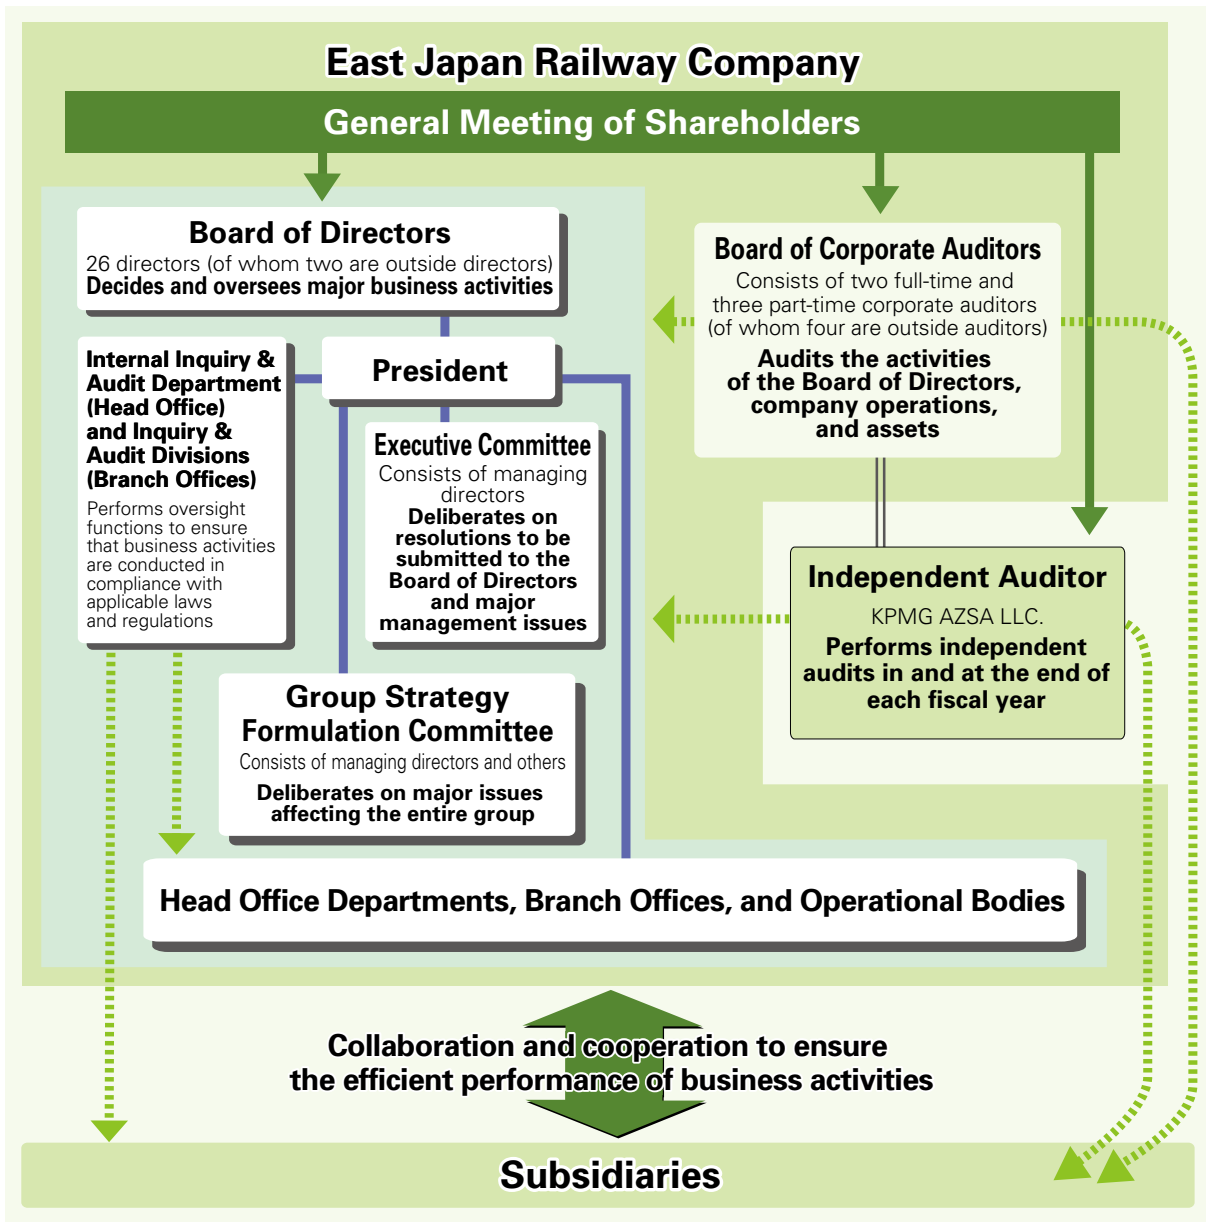 East Japan Railway Company
General Meeting of Shareholders
Board of Directors
26 directors (of whom two are outside directors)
Decides and oversees major business activities
Board of Corporate Auditors
Consists of two full-time and
three part-time corporate auditors
(of whom four are outside auditors)
Audits the activities
of the Board of Directors,
company operations,
and assets
Internal Inquiry &
Audit Department
(Head Office)
and Inquiry &
Audit Divisions
(Branch Offices)
Performs oversight
functions to ensure
that business activities
are conducted in
compliance with
applicable laws
and regulations
President
Executive Committee
Consists of managing
directors
Deliberates on
resolutions to be
submitted to the
Board of Directors
and major
management issues
Independent Auditor
KPMG AZSA LLC.
Performs independent
audits in and at the end of
each fiscal year
Group Strategy
Formulation Committee
Consists of managing directors and others
Deliberates on major issues
affecting the entire group
Head Office Departments, Branch Offices, and Operational Bodies
Collaboration and cooperation to ensure
the efficient performance of business activities
Subsidiaries